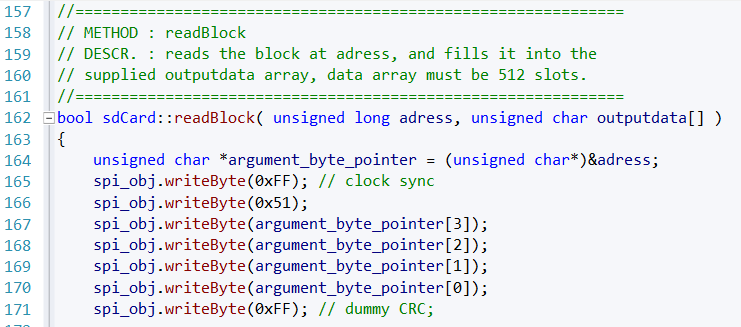 157 //=============================================================
158 // METHOD : readBlock
159 // DESCR. : reads the block at adress, and fills it into the
160 // supplied outputdata array, data array must be 512 slots.
161 //=============================================================
162 bool sdCard::readBlock( unsigned long adress, unsigned char outputdata[] )
163 {
164 unsigned char *argument_byte_pointer = (unsigned char*)&adress;
165 spi_obj.writeByte(0xFF); // clock sync
166 spi_obj.writeByte(0x51);
167 spi_obj.writeByte(argument_byte_pointer[3]);
168 spi_obj.writeByte(argument_byte_pointer[2]);
169 spi_obj.writeByte(argument_byte_pointer[1]);
170 spi_obj.writeByte(argument_byte_pointer[0]);
171 spi_obj.writeByte(0xFF); // dummy CRC;